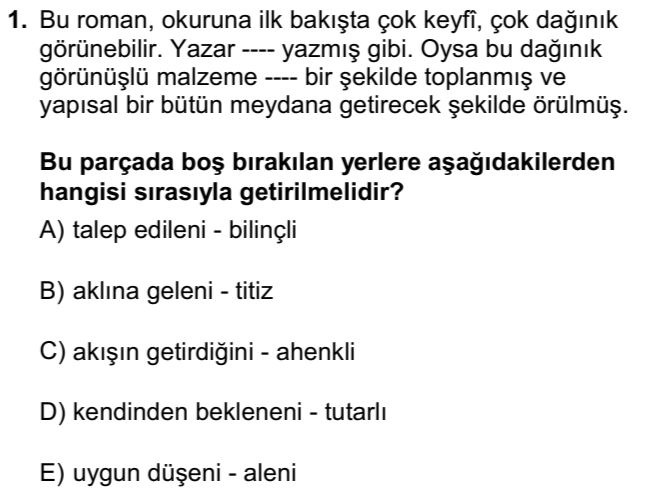 1. Bu roman, okuruna ilk bakışta çok keyfî, çok dağınık
görünebilir. Yazar ---- yazmış gibi. Oysa bu dağınık
görünüşlü malzeme ---- bir şekilde toplanmış ve
yapısal bir bütün meydana getirecek şekilde örülmüş.
Bu parçada boş bırakılan yerlere aşağıdakilerden
hangisi sırasıyla getirilmelidir?
A) talep edileni - bilinçli
B) aklına geleni - titiz
C) akışın getirdiğini - ahenkli
D) kendinden bekleneni - tutarlı
E) uygun düşeni - aleni